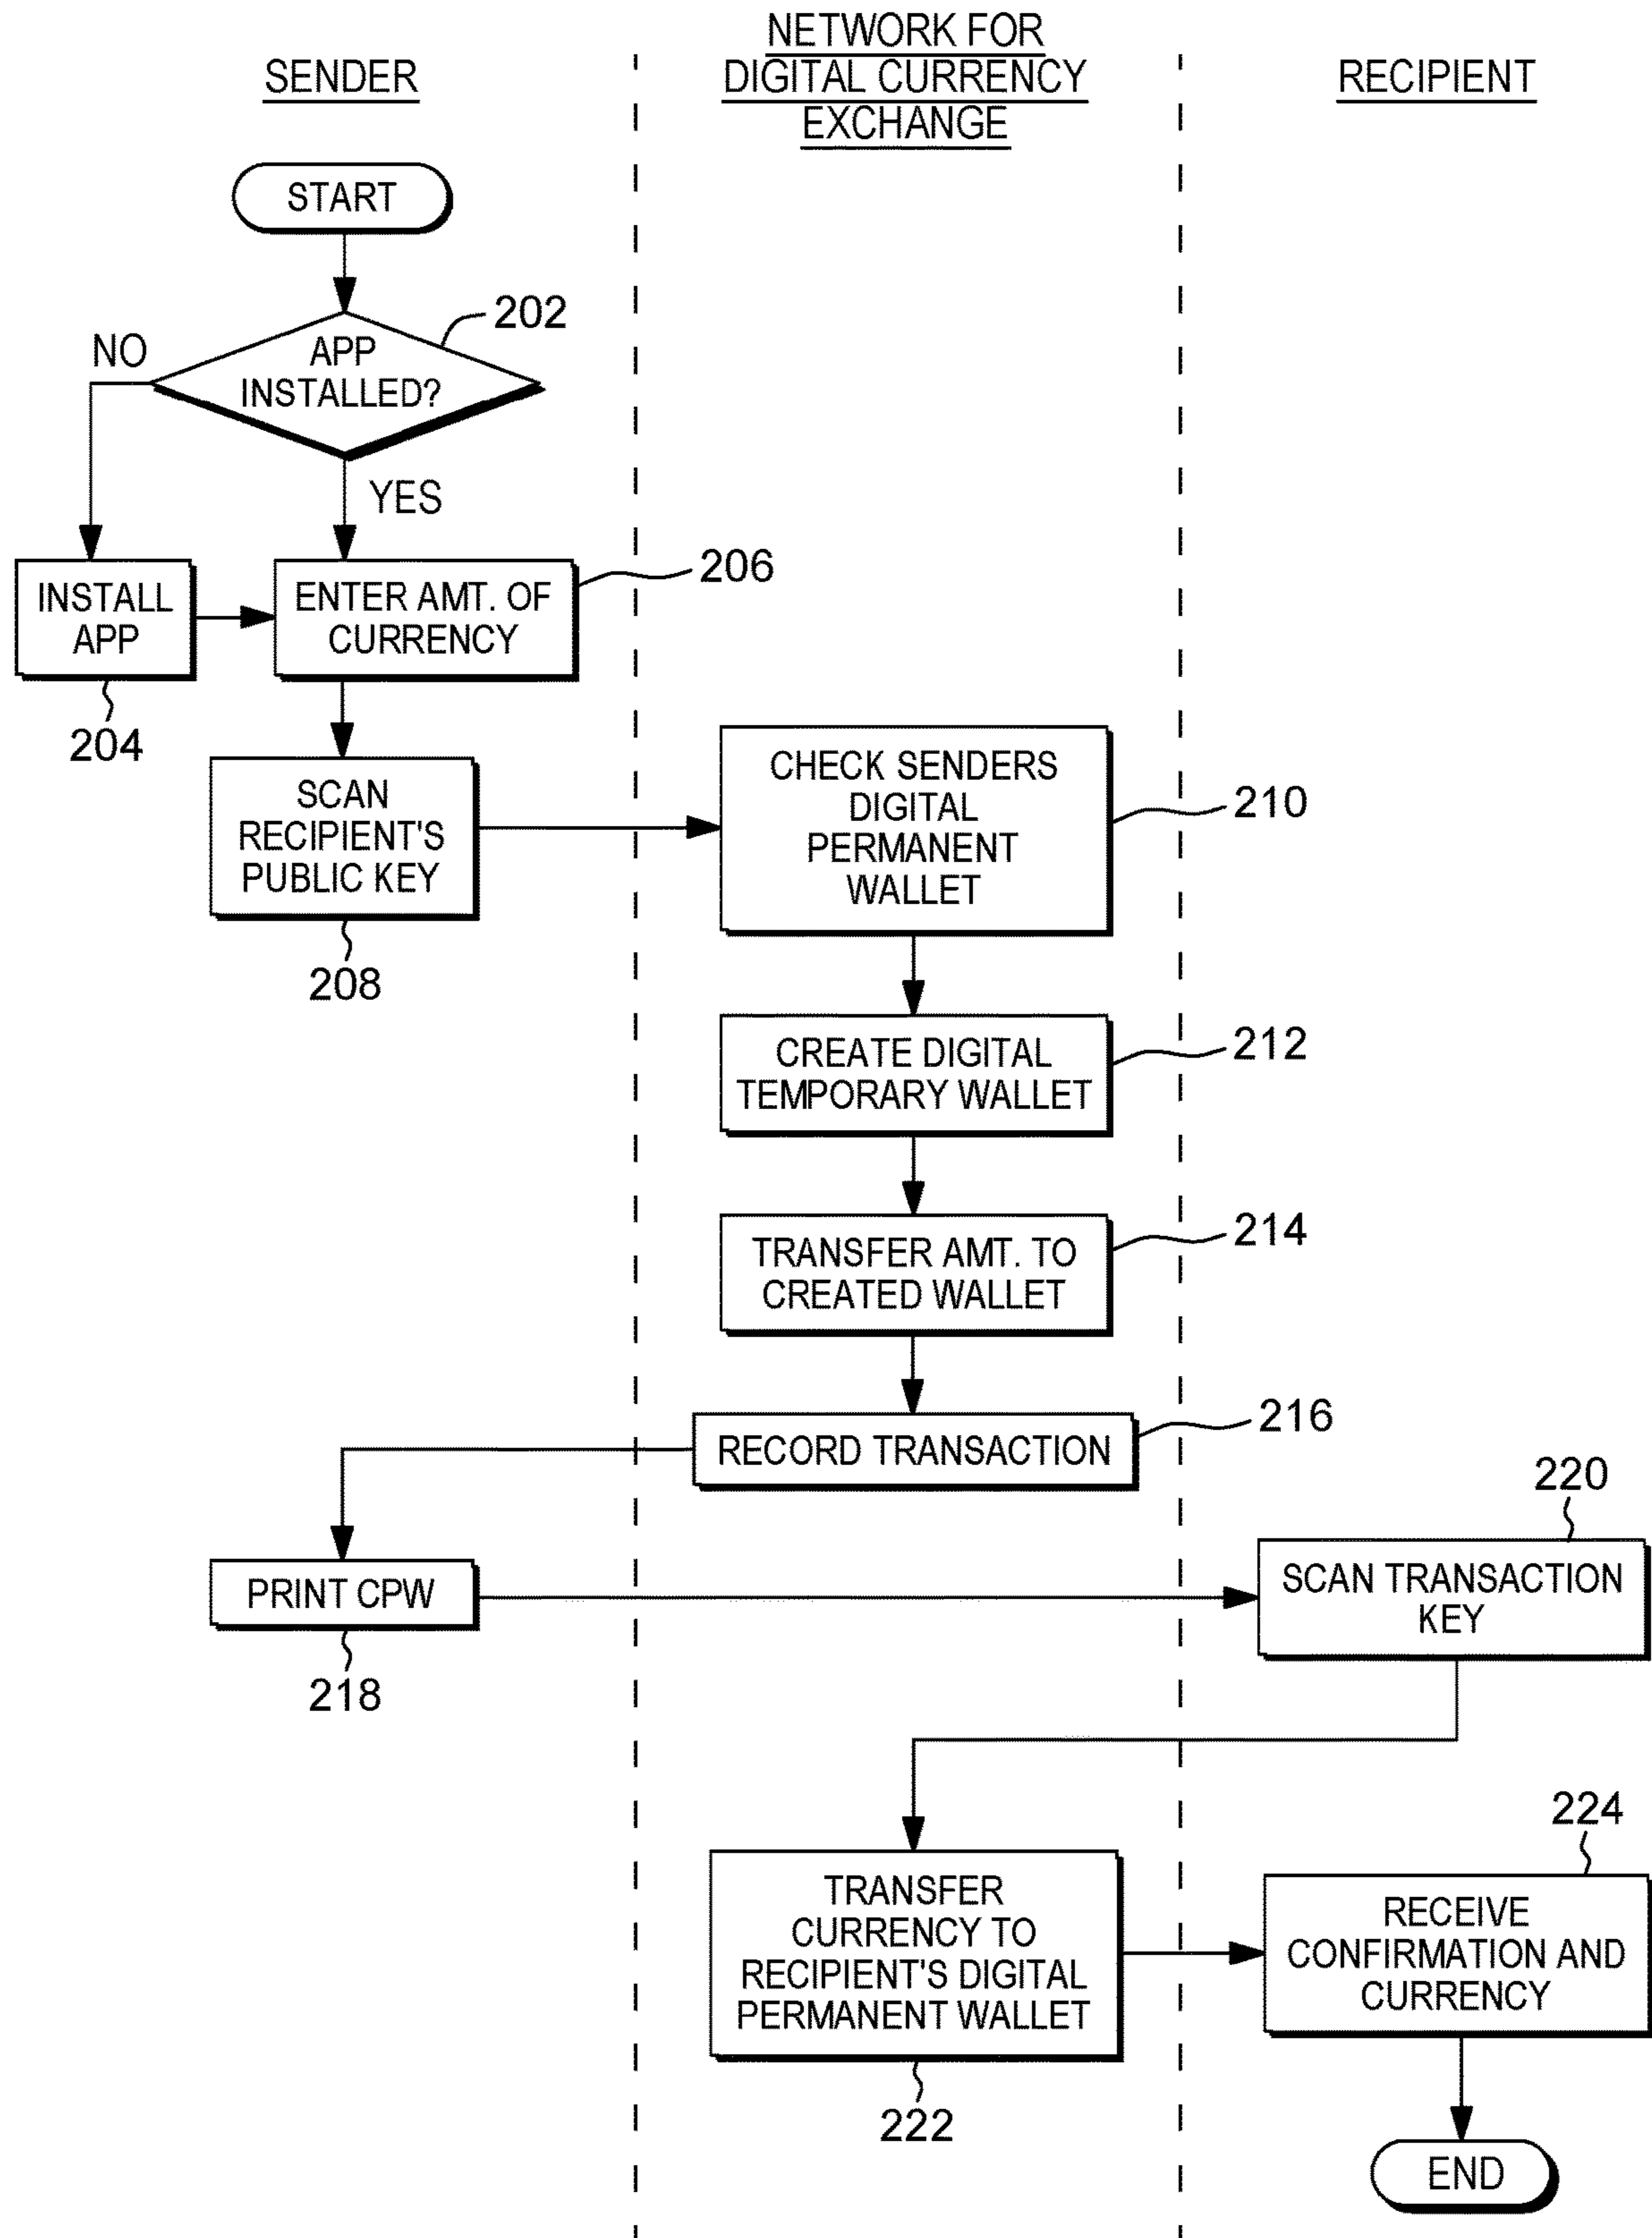 SENDER
NETWORK FOR
DIGITAL CURRENCY
EXCHANGE
RECIPIENT
START
202
NO
APP
INSTALLED?
YES
INSTALL
APP
204
ENTER AMT. OF
CURRENCY
206
SCAN
RECIPIENT'S
PUBLIC KEY
208
CHECK SENDERS
DIGITAL
PERMANENT
WALLET
210
CREATE DIGITAL
TEMPORARY WALLET
212
TRANSFER AMT. TO
CREATED WALLET
214
RECORD TRANSACTION
216
PRINT CPW
218
220
SCAN TRANSACTION
KEY
TRANSFER
CURRENCY TO
RECIPIENT'S DIGITAL
PERMANENT WALLET
222
224
RECEIVE
CONFIRMATION AND
CURRENCY
END